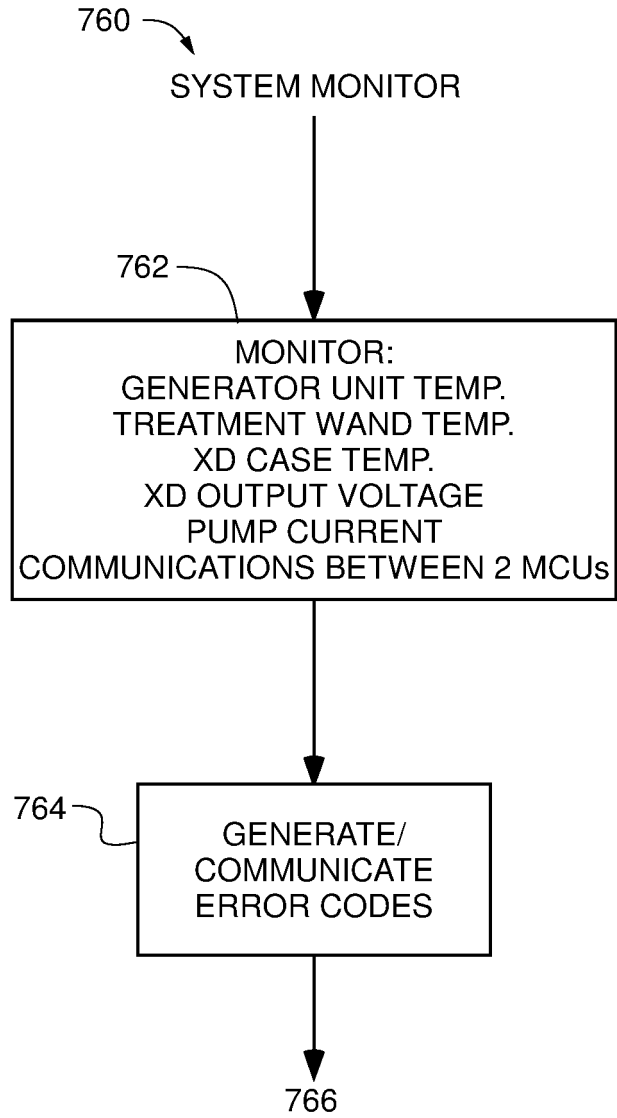 760
SYSTEM MONITOR
762
MONITOR:
GENERATOR UNIT TEMP.
TREATMENT WAND TEMP.
XD CASE TEMP.
XD OUTPUT VOLTAGE
PUMP CURRENT
COMMUNICATIONS BETWEEN 2 MCUs
764
GENERATE/
COMMUNICATE
ERROR CODES
766